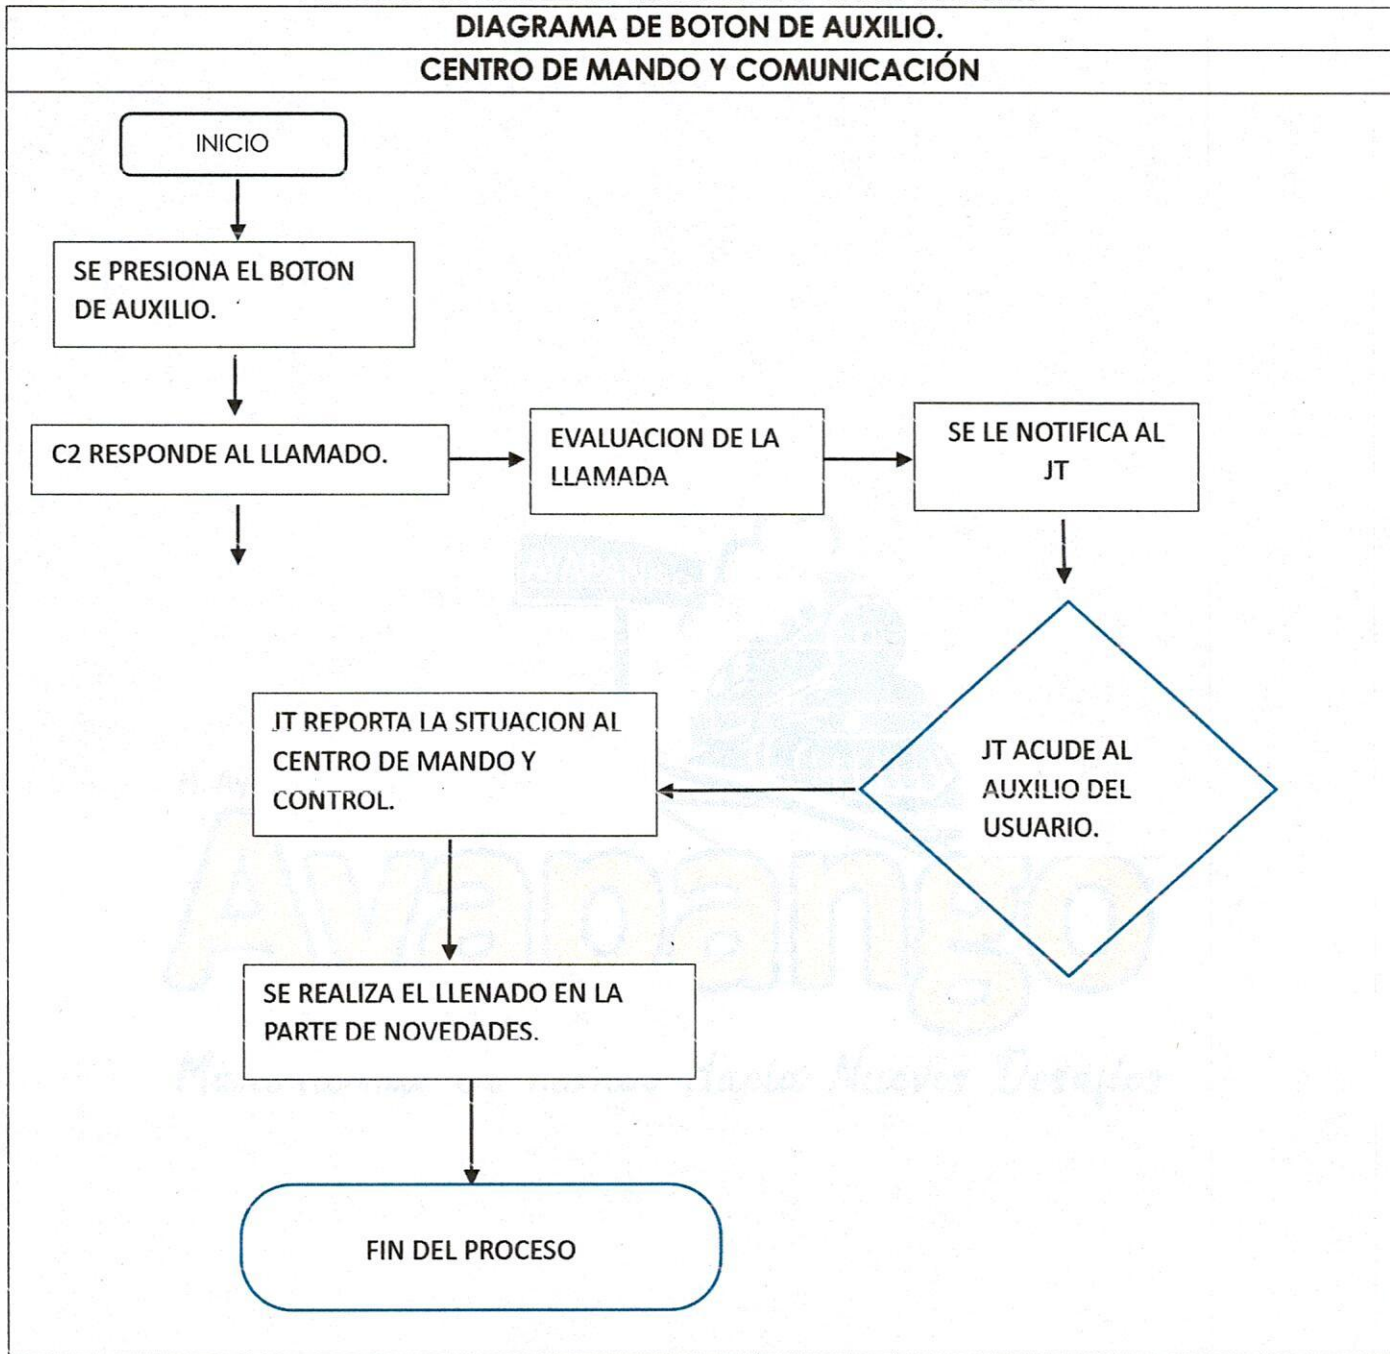 DIAGRAMA DE BOTON DE AUXILIO.
CENTRO DE MANDO Y COMUNICACIÓN
INICIO
SE PRESIONA EL BOTON
DE AUXILIO.
C2 RESPONDE AL LLAMADO.
EVALUACION DE LA
LLAMADA
SE LE NOTIFICA AL
JT
JT ACUDE AL
AUXILIO DEL
USUARIO.
JT REPORTA LA SITUACION AL
CENTRO DE MANDO Y
CONTROL.
SE REALIZA EL LLENADO EN LA
PARTE DE NOVEDADES.
FIN DEL PROCESO
Ayapango